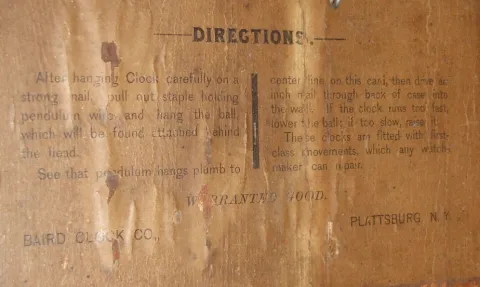 DIRECTIONS.
After hanging Clock carefully on a
strong nail, pull out staple holding
pendulum wire and hang the ball,
which will be found attached behind
the head.
See that pendulum hangs plumb to
center line on this card, then drive an
inch nail through back of case into
the wall. If the clock runs too fast,
lower the ball; if too slow, raise it.
These clocks are fitted with first-
class movements, which any watch-
maker can repair.
WARRANTED GOOD.
BAIRD CLOCK CO.,
PLATTSBURG N. Y.